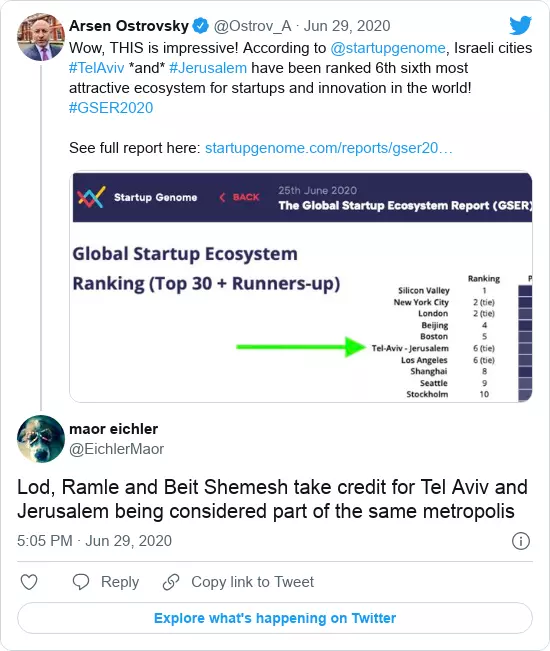 Arsen Ostrovsky @Ostrov_A · Jun 29, 2020
Wow, THIS is impressive! According to @startupgenome, Israeli cities
#TelAviv *and* #Jerusalem have been ranked 6th sixth most
attractive ecosystem for startups and innovation in the world!
#GSER2020
See full report here: startupgenome.com/reports/gser20…
Startup Genome
BACK
25th June 2020
The Global Startup Ecosystem Report (GSER)
Global Startup Ecosystem
Ranking (Top 30 + Runners-up)
Ranking P
Silicon Valley 1
New York City 2 (tie)
London 2 (tie)
Beijing 4
Boston 5
Tel-Aviv - Jerusalem 6 (tie)
Los Angeles 6 (tie)
Shanghai 8
Seattle 9
Stockholm 10
maor eichler
@EichlerMaor
Lod, Ramle and Beit Shemesh take credit for Tel Aviv and
Jerusalem being considered part of the same metropolis
5:05 PM · Jun 29, 2020
Reply Copy link to Tweet
Explore what's happening on Twitter